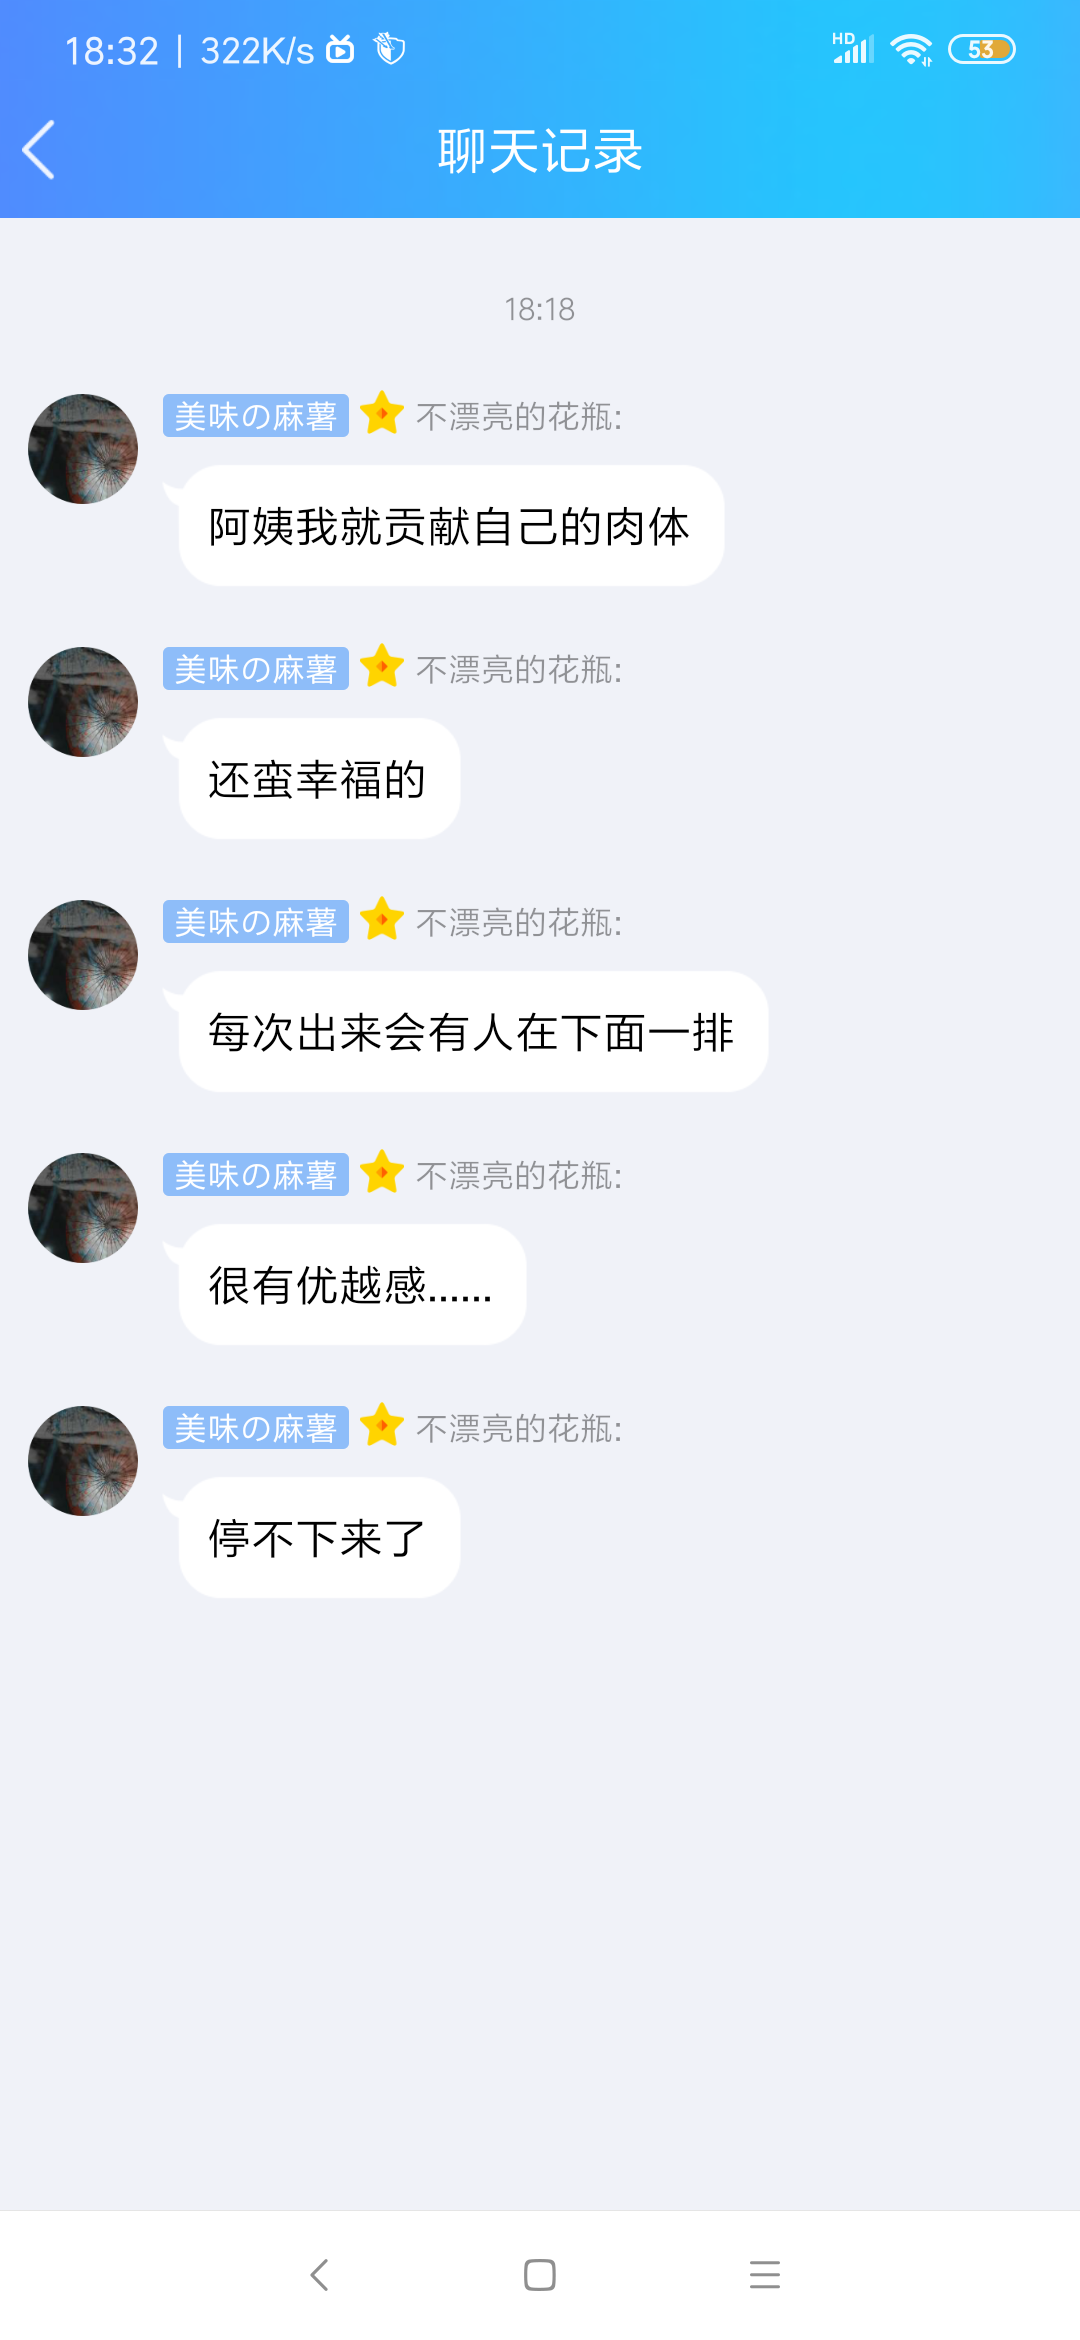 18:32 | 322K/s
HD
53
聊天记录
18:18
美味の麻薯 不漂亮的花瓶:
阿姨我就贡献自己的肉体
美味の麻薯 不漂亮的花瓶:
还蛮幸福的
美味の麻薯 不漂亮的花瓶:
每次出来会有人在下面一排
美味の麻薯 不漂亮的花瓶:
很有优越感......
美味の麻薯 不漂亮的花瓶:
停不下来了